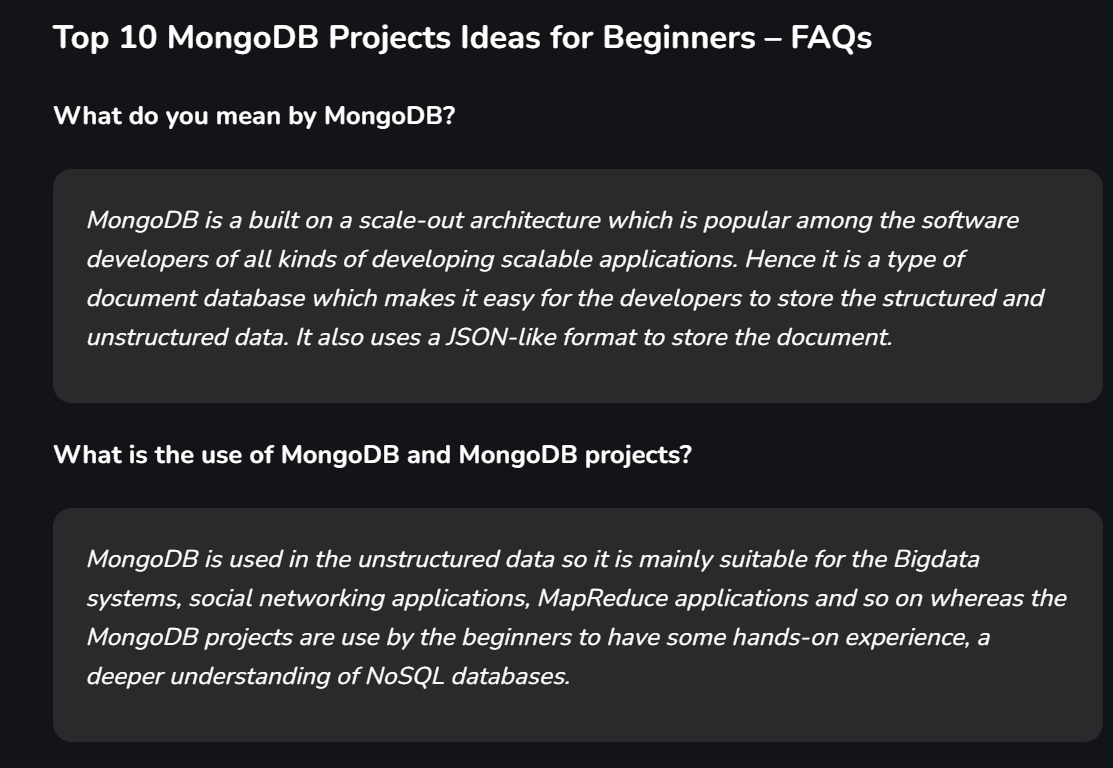 Top 10 MongoDB Projects Ideas for Beginners – FAQs
What do you mean by MongoDB?
MongoDB is a built on a scale-out architecture which is popular among the software
developers of all kinds of developing scalable applications. Hence it is a type of
document database which makes it easy for the developers to store the structured and
unstructured data. It also uses a JSON-like format to store the document.
What is the use of MongoDB and MongoDB projects?
MongoDB is used in the unstructured data so it is mainly suitable for the Bigdata
systems, social networking applications, MapReduce applications and so on whereas the
MongoDB projects are use by the beginners to have some hands-on experience, a
deeper understanding of NoSQL databases.